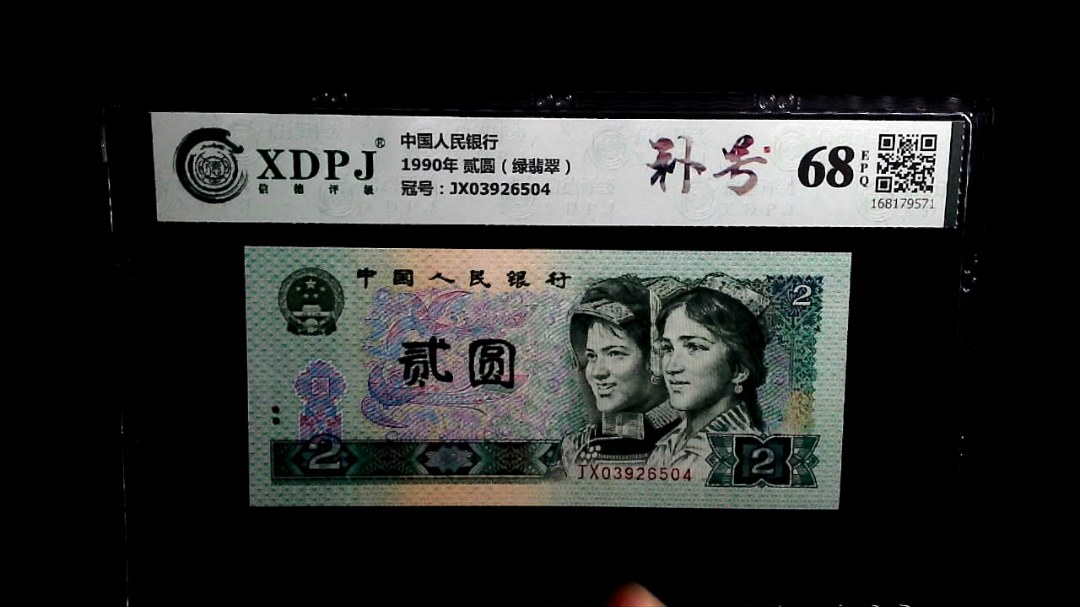 XDPJ®
信德评级
中国人民银行
1990年 贰圆（绿翡翠）
冠号：JX03926504
补号
68
EPQ
168179571
中国人民银行
2
贰圆
2
JX03926504
2